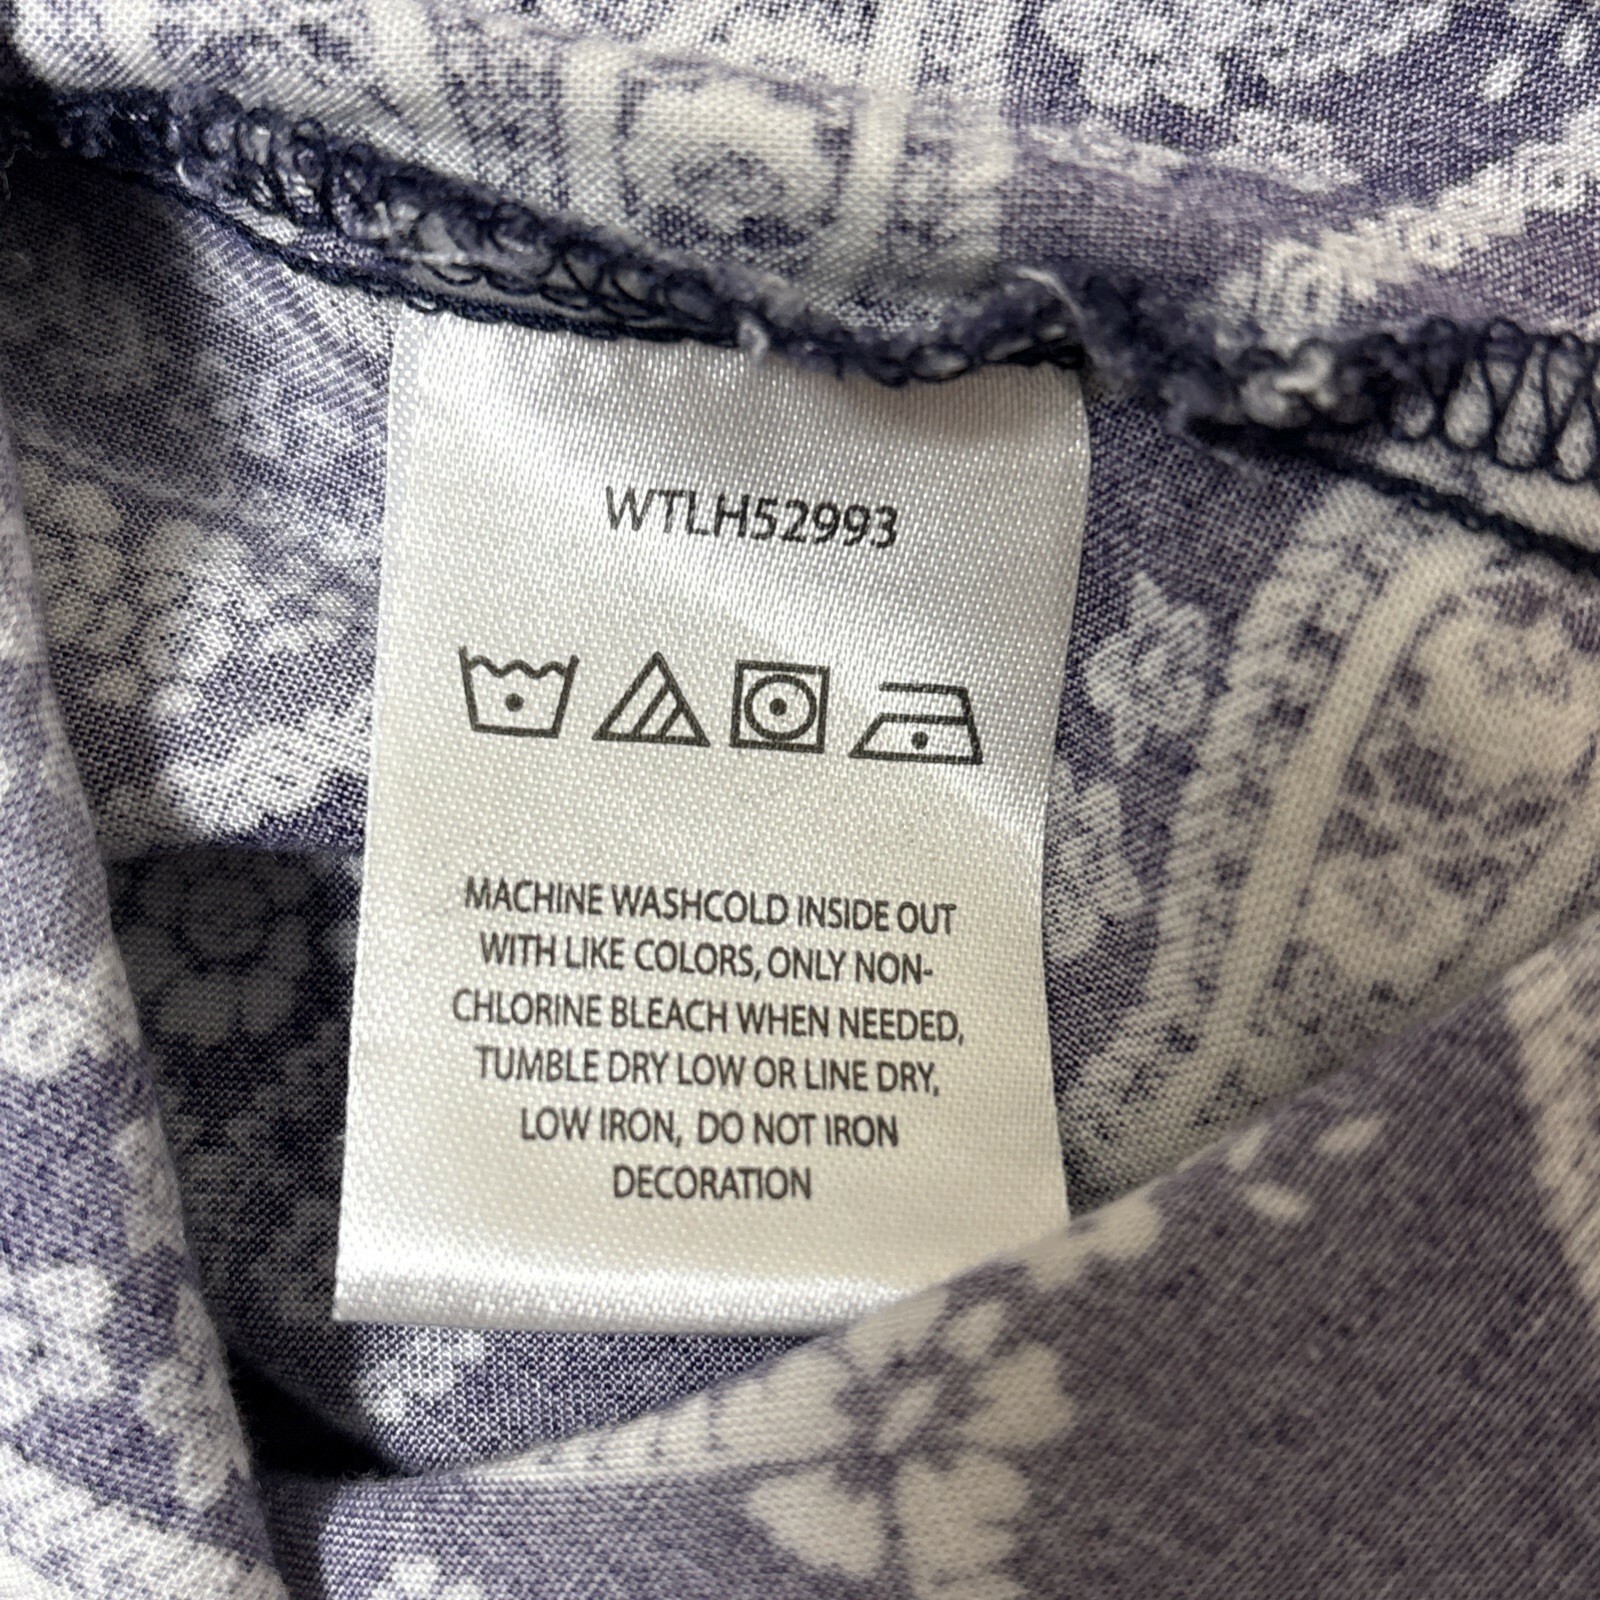 WTLH52993
MACHINE WASHCOLD INSIDE OUT
WITH LIKE COLORS, ONLY NON-
CHLORINE BLEACH WHEN NEEDED,
TUMBLE DRY LOW OR LINE DRY,
LOW IRON, DO NOT IRON
DECORATION